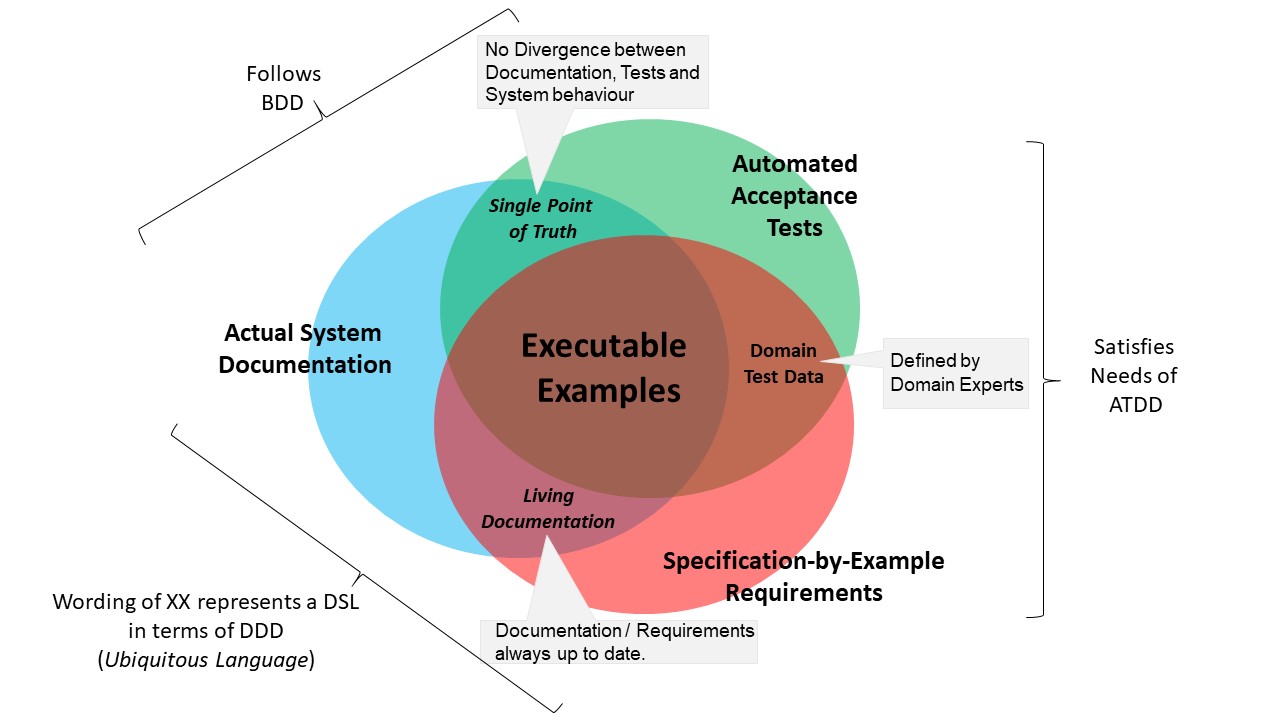 No Divergence between
Documentation, Tests and
System behaviour
Follows
BDD
Automated
Acceptance
Tests
Single Point
of Truth
Actual System
Documentation
Executable
Examples
Domain
Test Data
Defined by
Domain Experts
Satisfies
Needs of
ATDD
Living
Documentation
Specification-by-Example
Requirements
Wording of XX represents a DSL
in terms of DDD
(Ubiquitous Language)
Documentation / Requirements
always up to date.